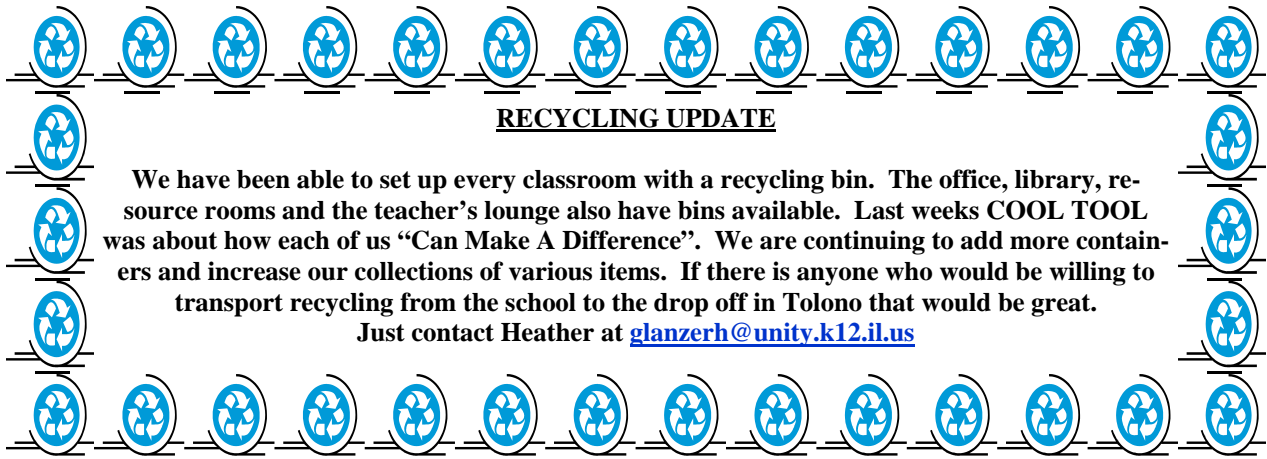 RECYCLING UPDATE
We have been able to set up every classroom with a recycling bin.  The office, library, re-
source rooms and the teacher’s lounge also have bins available.  Last weeks COOL TOOL
was about how each of us “Can Make A Difference”.  We are continuing to add more contain-
ers and increase our collections of various items.  If there is anyone who would be willing to
transport recycling from the school to the drop off in Tolono that would be great.
Just contact Heather at glanzerh@unity.k12.il.us